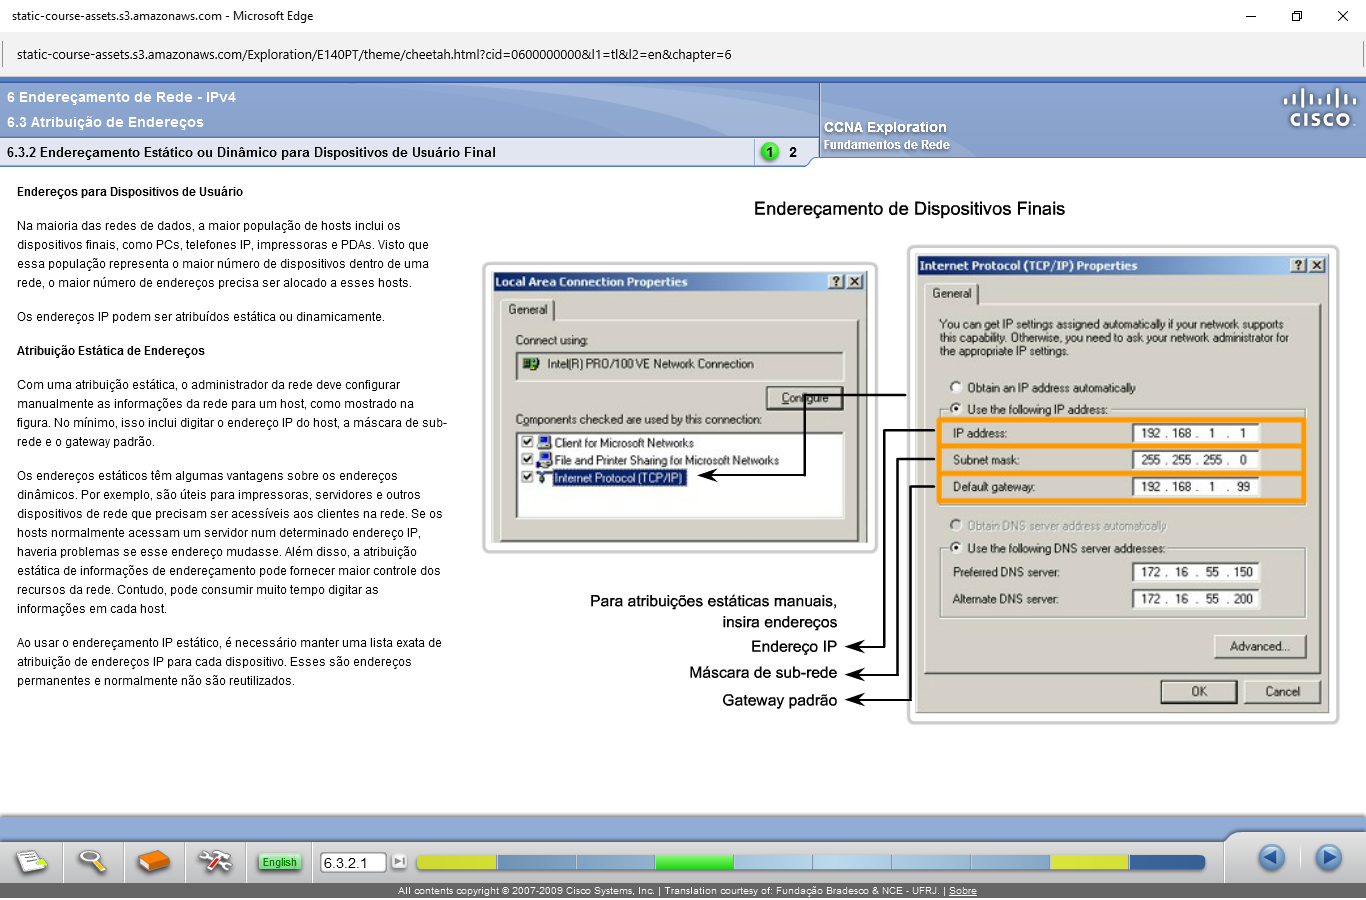 static-course-assets.s3.amazonaws.com - Microsoft Edge
static-course-assets.s3.amazonaws.com/Exploration/E140PT/theme/cheetah.html?cid=0600000000&l1=tl&l2=en&chapter=6
6 Endereçamento de Rede - IPv4
6.3 Atribuição de Endereços
6.3.2 Endereçamento Estático ou Dinâmico para Dispositivos de Usuário Final
1 2
CCNA Exploration
Fundamentos de Rede
CISCO
Endereços para Dispositivos de Usuário
Na maioria das redes de dados, a maior população de hosts inclui os
dispositivos finais, como PCs, telefones IP, impressoras e PDAs. Visto que
essa população representa o maior número de dispositivos dentro de uma
rede, o maior número de endereços precisa ser alocado a esses hosts.
Os endereços IP podem ser atribuídos estática ou dinamicamente.
Atribuição Estática de Endereços
Com uma atribuição estática, o administrador da rede deve configurar
manualmente as informações da rede para um host, como mostrado na
figura. No mínimo, isso inclui digitar o endereço IP do host, a máscara de sub-
rede e o gateway padrão.
Os endereços estáticos têm algumas vantagens sobre os endereços
dinâmicos. Por exemplo, são úteis para impressoras, servidores e outros
dispositivos de rede que precisam ser acessíveis aos clientes na rede. Se os
hosts normalmente acessam um servidor num determinado endereço IP,
haveria problemas se esse endereço mudasse. Além disso, a atribuição
estática de informações de endereçamento pode fornecer maior controle dos
recursos da rede. Contudo, pode consumir muito tempo digitar as
informações em cada host.
Ao usar o endereçamento IP estático, é necessário manter uma lista exata de
atribuição de endereços IP para cada dispositivo. Esses são endereços
permanentes e normalmente não são reutilizados.
Endereçamento de Dispositivos Finais
Local Area Connection Properties
General
Connect using:
Intel(R) PRO/100 VE Network Connection
Configure
Components checked are used by this connection:
Client for Microsoft Networks
File and Printer Sharing for Microsoft Networks
Internet Protocol (TCP/IP)
Internet Protocol (TCP/IP) Properties
General
You can get IP settings assigned automatically if your network supports
this capability. Otherwise, you need to ask your network administrator for
the appropriate IP settings.
Obtain an IP address automatically
Use the following IP address:
IP address: 192 . 168 . 1 . 1
Subnet mask: 255 . 255 . 255 . 0
Default gateway: 192 . 168 . 1 . 99
Obtain DNS server address automatically
Use the following DNS server addresses:
Preferred DNS server: 172 . 16 . 55 . 150
Alternate DNS server: 172 . 16 . 55 . 200
Advanced...
OK Cancel
Para atribuições estáticas manuais,
insira endereços
Endereço IP
Máscara de sub-rede
Gateway padrão
English
6.3.2.1
All contents copyright © 2007-2009 Cisco Systems, Inc. | Translation courtesy of: Fundação Bradesco & NCE - UFRJ. | Sobre